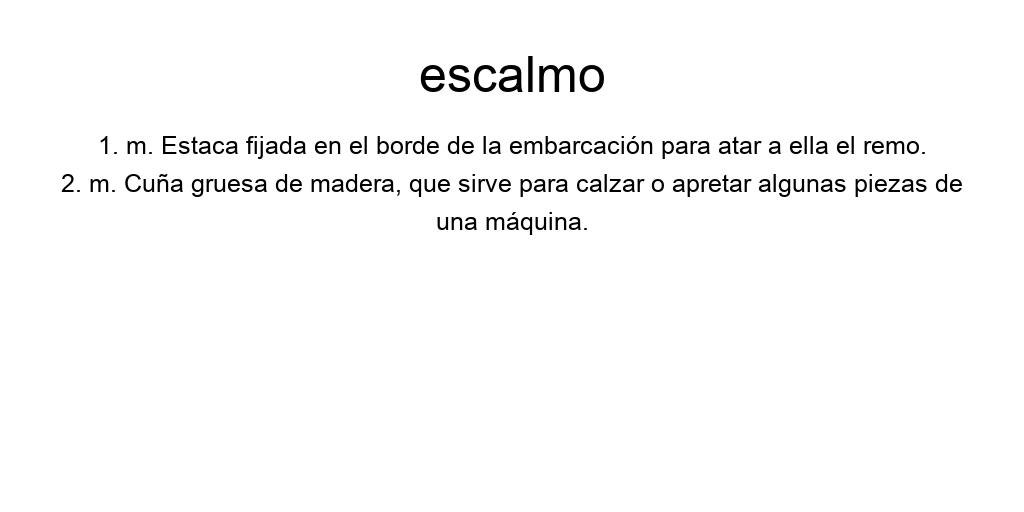 escalmo
1. m. Estaca fijada en el borde de la embarcación para atar a ella el remo.
2. m. Cuña gruesa de madera, que sirve para calzar o apretar algunas piezas de
una máquina.